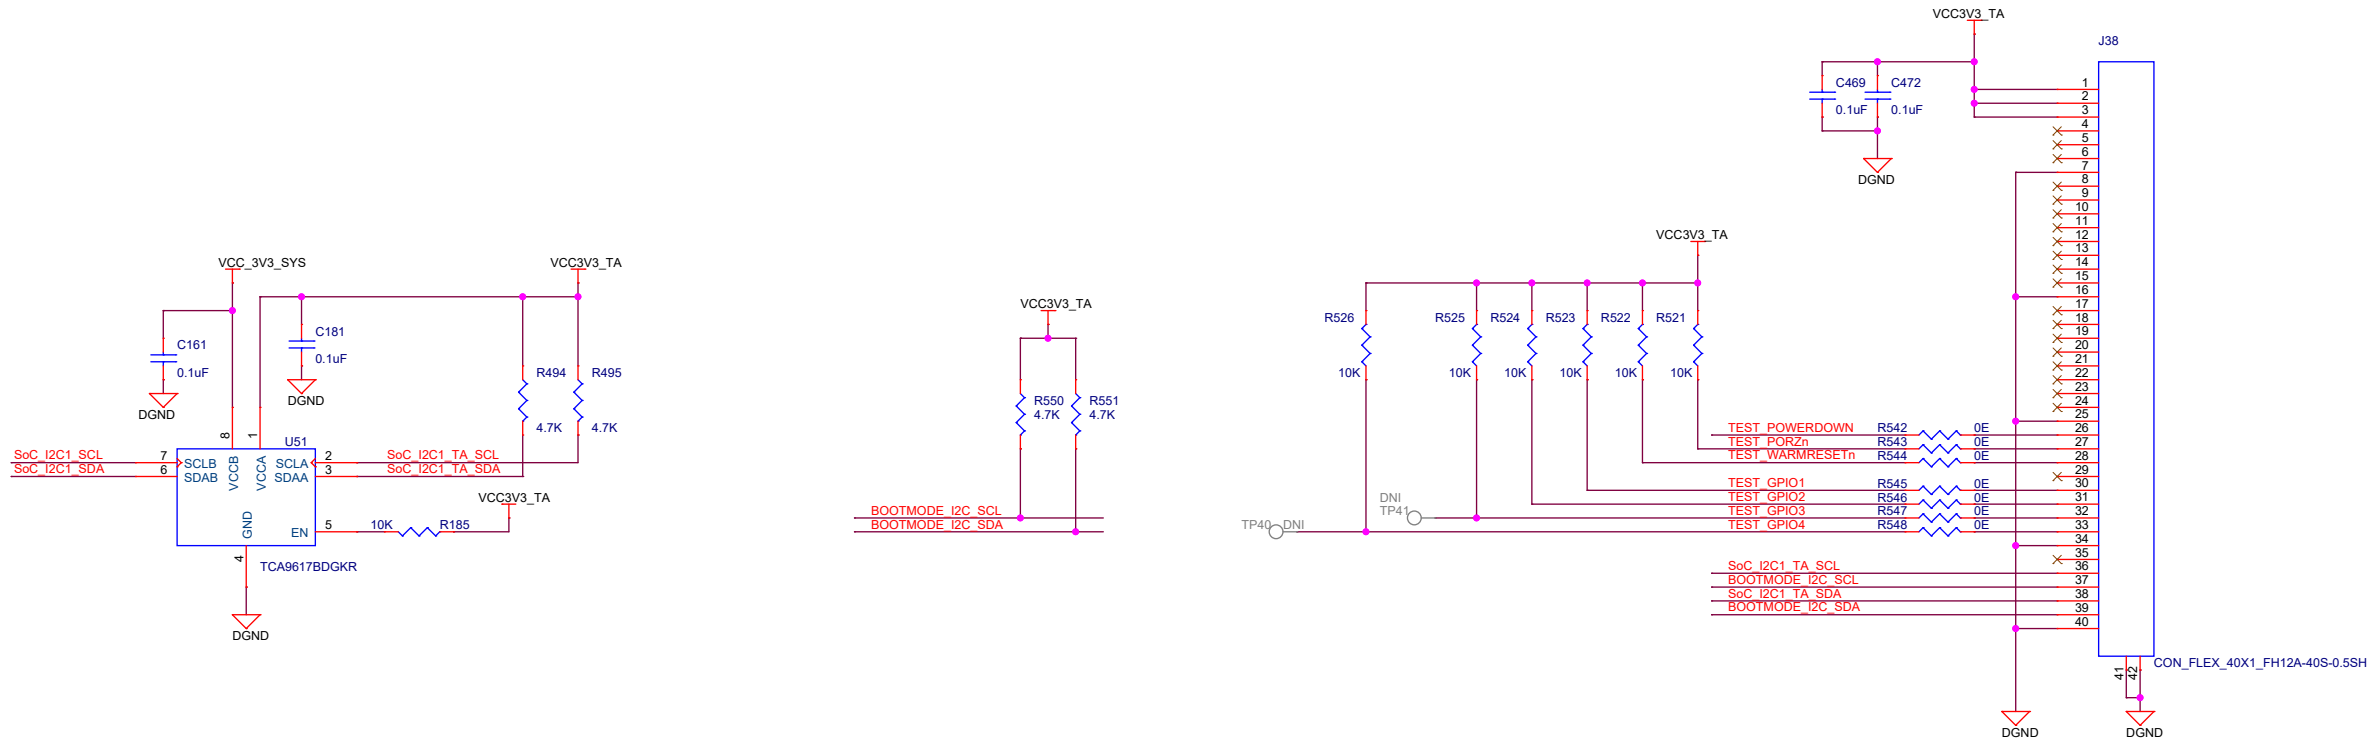 VCC_3V3_SYS
VCC3V3_TA
C161
0.1uF
DGND
C181
0.1uF
DGND
R494
4.7K
R495
4.7K
8
1
U51
SoC_I2C1_SCL
7
SCLB
VCCB
VCCA
SCLA
2
SoC_I2C1_TA_SCL
SoC_I2C1_SDA
6
SDAB
SDAA
3
SoC_I2C1_TA_SDA
VCC3V3_TA
GND
EN
5
10K
R185
4
TCA9617BDGKR
DGND
VCC3V3_TA
R550
4.7K
R551
4.7K
BOOTMODE_I2C_SCL
BOOTMODE_I2C_SDA
VCC3V3_TA
R526
10K
R525
10K
R524
10K
R523
10K
R522
10K
R521
10K
DNI
TP41
TP40
DNI
TEST_POWERDOWN
R542
0E
TEST_PORZn
R543
0E
TEST_WARMRESETn
R544
0E
TEST_GPIO1
R545
0E
TEST_GPIO2
R546
0E
TEST_GPIO3
R547
0E
TEST_GPIO4
R548
0E
SoC_I2C1_TA_SCL
BOOTMODE_I2C_SCL
SoC_I2C1_TA_SDA
BOOTMODE_I2C_SDA
VCC3V3_TA
C469
0.1uF
C472
0.1uF
DGND
J38
1
2
3
4
5
6
7
8
9
10
11
12
13
14
15
16
17
18
19
20
21
22
23
24
25
26
27
28
29
30
31
32
33
34
35
36
37
38
39
40
41
42
CON_FLEX_40X1_FH12A-40S-0.5SH
DGND
DGND